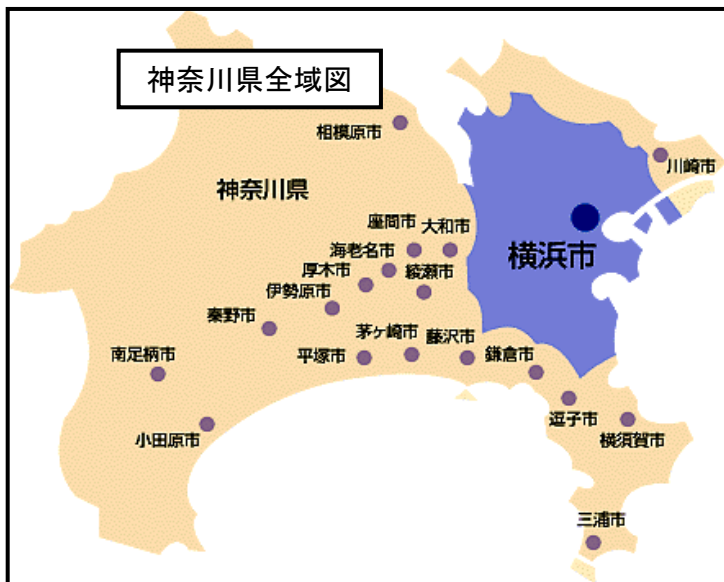 神奈川県全域図
相模原市
川崎市
神奈川県
座間市
大和市
海老名市
横浜市
厚木市
綾瀬市
伊勢原市
秦野市
茅ヶ崎市
藤沢市
鎌倉市
南足柄市
平塚市
逗子市
小田原市
横須賀市
三浦市